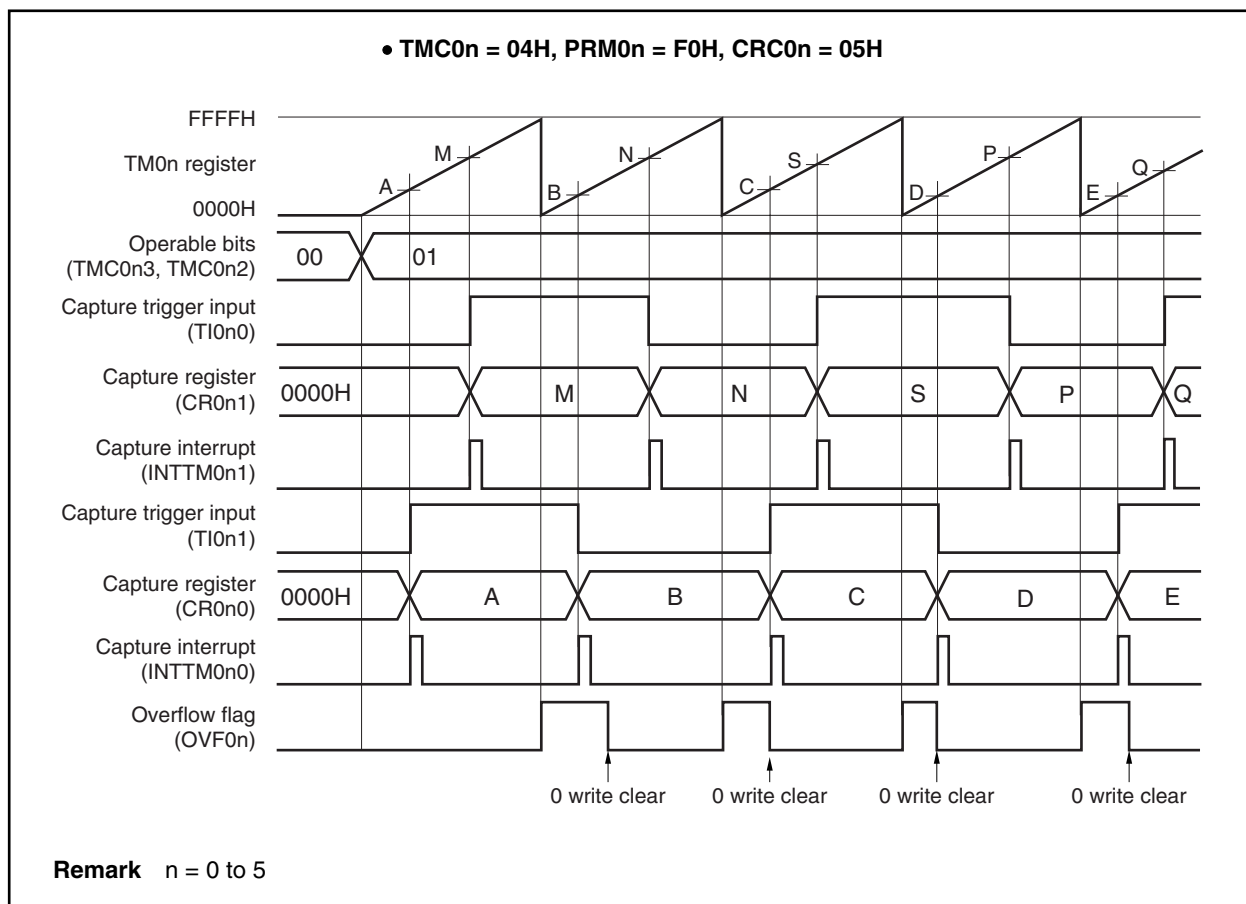 • TMC0n = 04H, PRM0n = F0H, CRC0n = 05H
FFFFH
TM0n register
0000H
A M B N C S D P E Q
Operable bits
(TMC0n3, TMC0n2)
00 01
Capture trigger input
(TI0n0)
Capture register
(CR0n1)
0000H M N S P Q
Capture interrupt
(INTTM0n1)
Capture trigger input
(TI0n1)
Capture register
(CR0n0)
0000H A B C D E
Capture interrupt
(INTTM0n0)
Overflow flag
(OVF0n)
0 write clear 0 write clear 0 write clear 0 write clear
Remark n = 0 to 5